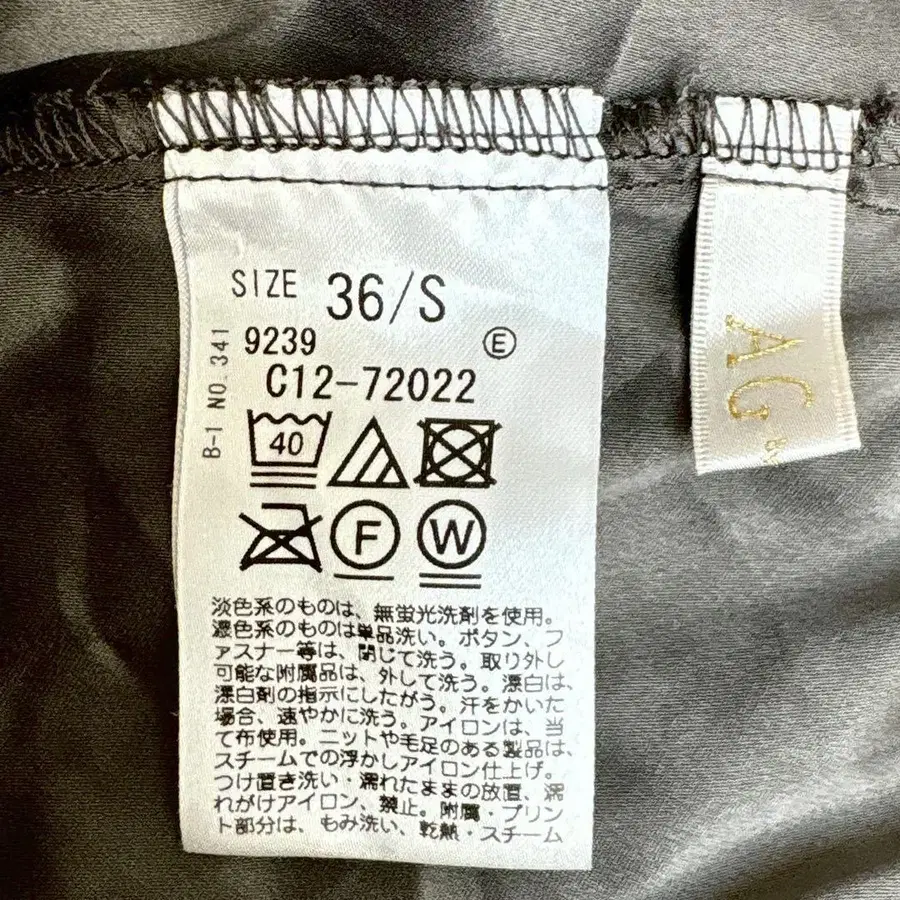 SIZE 36/S
9239 Ⓔ
C12-72022
B-1 NO.341
40
F W
淡色系のものは、無蛍光洗剤を使用。
濃色系のものは単品洗い。ボタン、フ
ァスナー等は、閉じて洗う。取り外し
可能な附属品は、外して洗う。漂白は、
漂白剤の指示にしたがう。汗をかいた
場合、速やかに洗う。アイロンは、当
て布使用。ニットや毛足のある製品は、
スチームでの浮かしアイロン仕上げ。
つけ置き洗い・濡れたままの放置、濡
れがけアイロン、禁止。附属・プリン
ト部分は、もみ洗い、乾熱・スチーム
AG